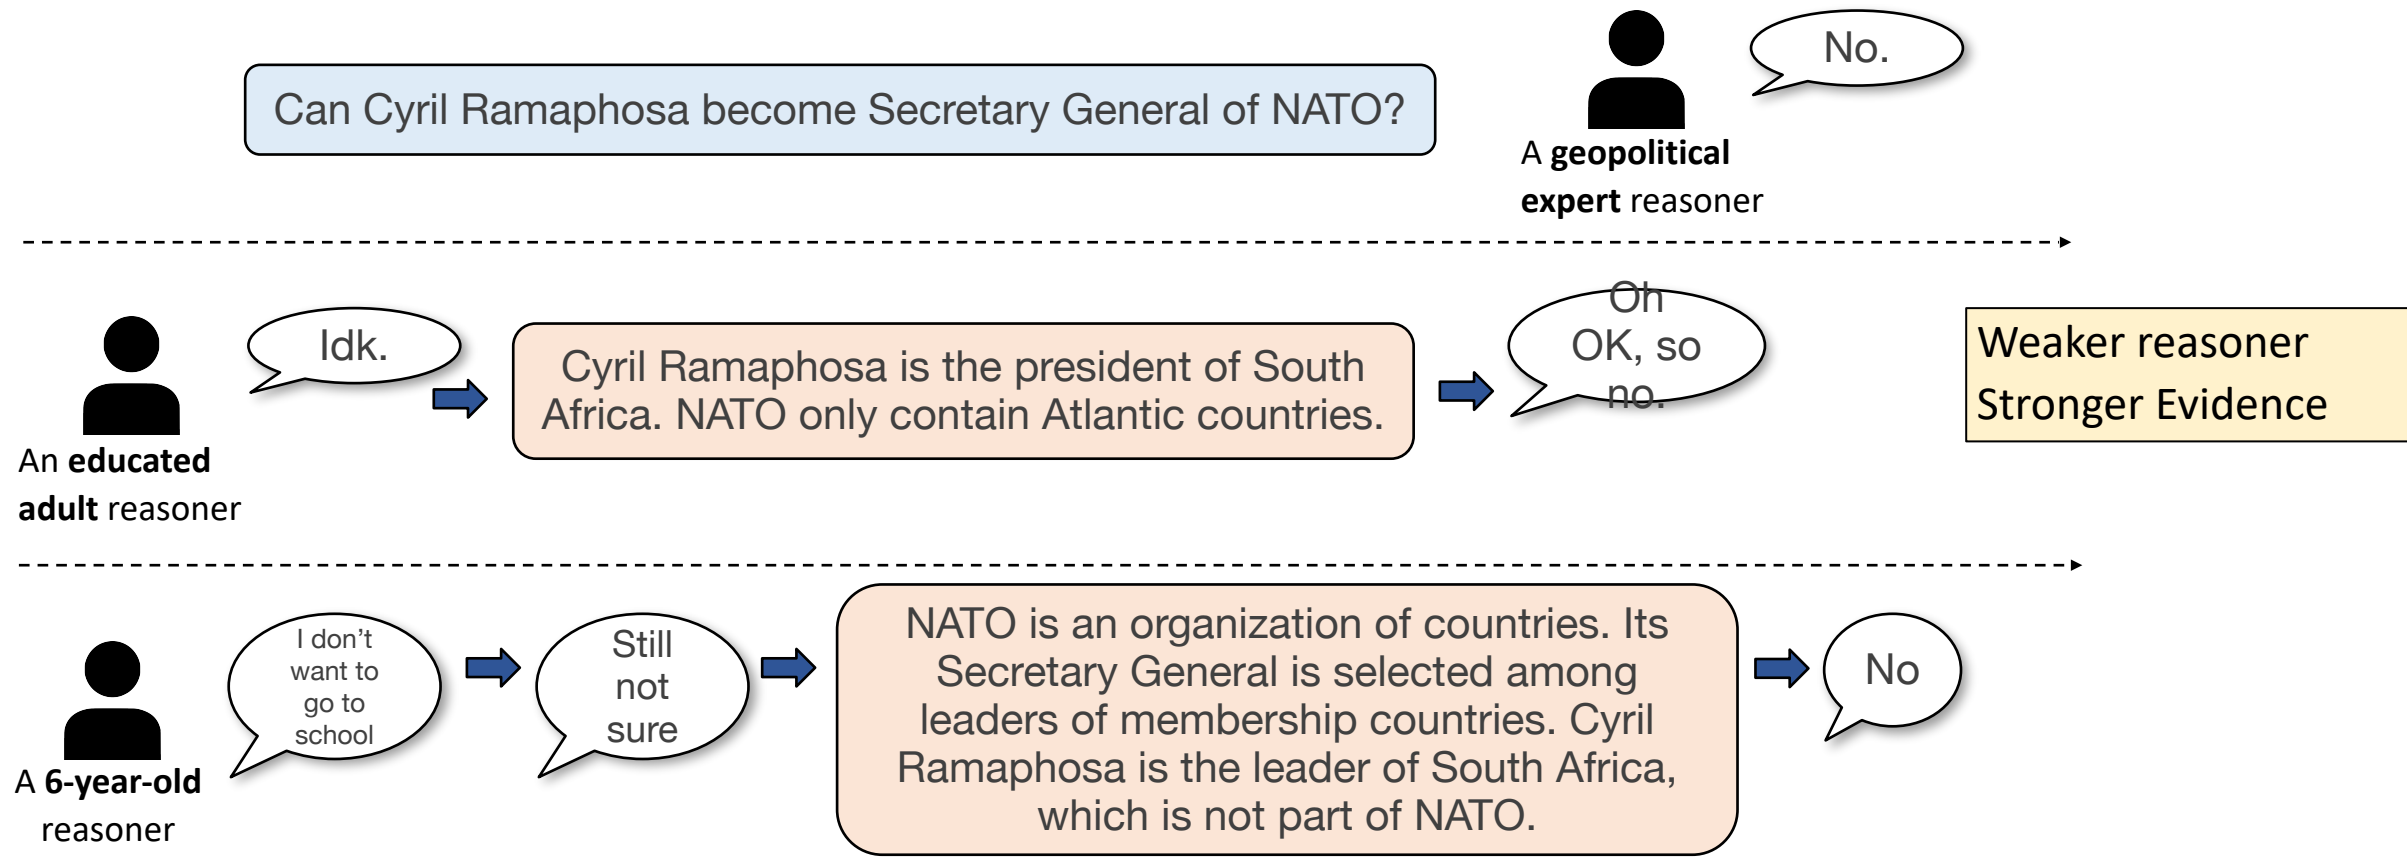 Can Cyril Ramaphosa become Secretary General of NATO?
No.
A geopolitical
expert reasoner
Idk.
An educated
adult reasoner
Cyril Ramaphosa is the president of South
Africa. NATO only contain Atlantic countries.
Oh
OK, so
no.
Weaker reasoner
Stronger Evidence
A 6-year-old
reasoner
I don’t
want to
go to
school
Still
not
sure
NATO is an organization of countries. Its
Secretary General is selected among
leaders of membership countries. Cyril
Ramaphosa is the leader of South Africa,
which is not part of NATO.
No